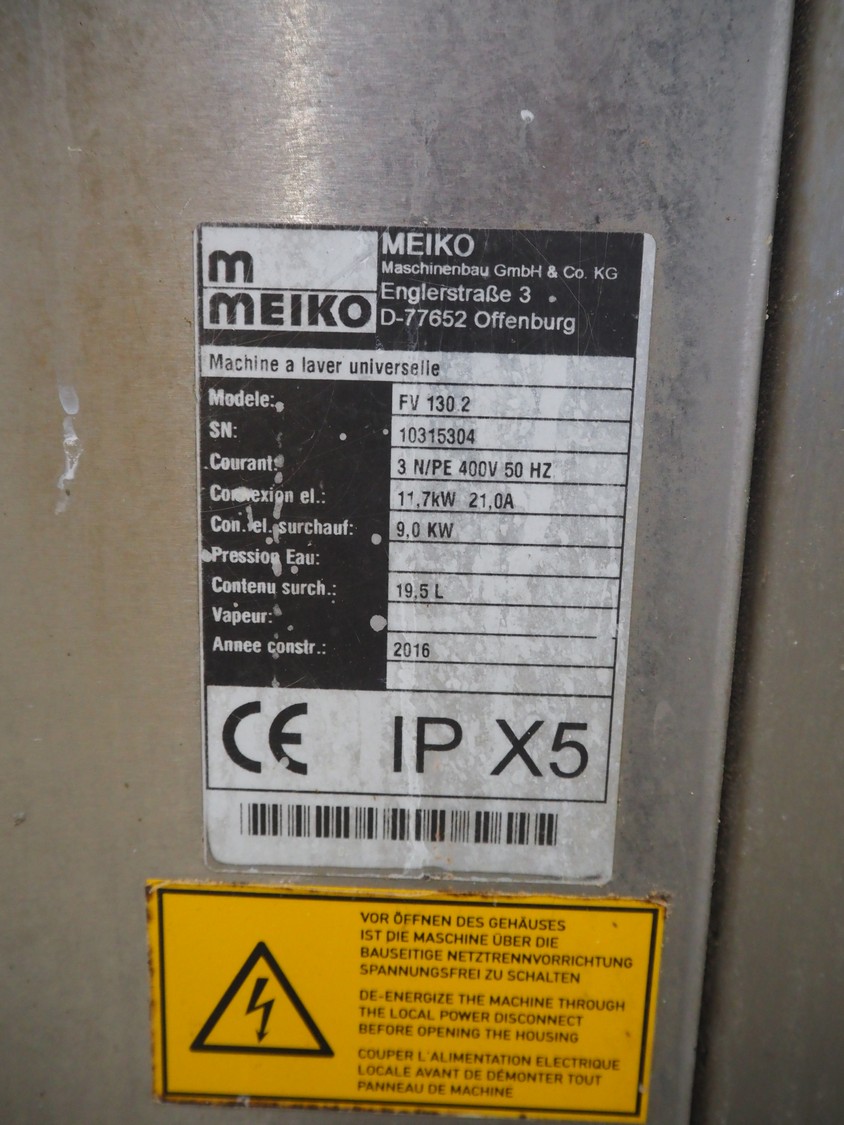 m
MEIKO
MEIKO
Maschinenbau GmbH & Co. KG
Englerstraße 3
D-77652 Offenburg
Machine a laver universelle
Modele: FV 130.2
SN: 10315304
Courant: 3 N/PE 400V 50 HZ
Connexion el.: 11,7kW 21,0A
Con. el. surchauf: 9,0 KW
Pression Eau:
Contenu surch.: 19,5 L
Vapeur:
Annee constr.: 2016
CE IP X5
VOR ÖFFNEN DES GEHÄUSES
IST DIE MASCHINE ÜBER DIE
BAUSEITIGE NETZTRENNVORRICHTUNG
SPANNUNGSFREI ZU SCHALTEN
DE-ENERGIZE THE MACHINE THROUGH
THE LOCAL POWER DISCONNECT
BEFORE OPENING THE HOUSING
COUPER L'ALIMENTATION ELECTRIQUE
LOCALE AVANT DE DÉMONTER TOUT
PANNEAU DE MACHINE